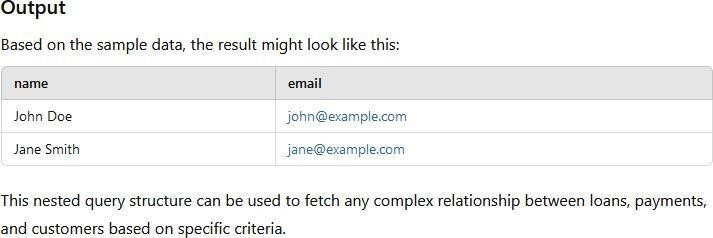 Output
Based on the sample data, the result might look like this:
name email
John Doe john@example.com
Jane Smith jane@example.com
This nested query structure can be used to fetch any complex relationship between loans, payments,
and customers based on specific criteria.